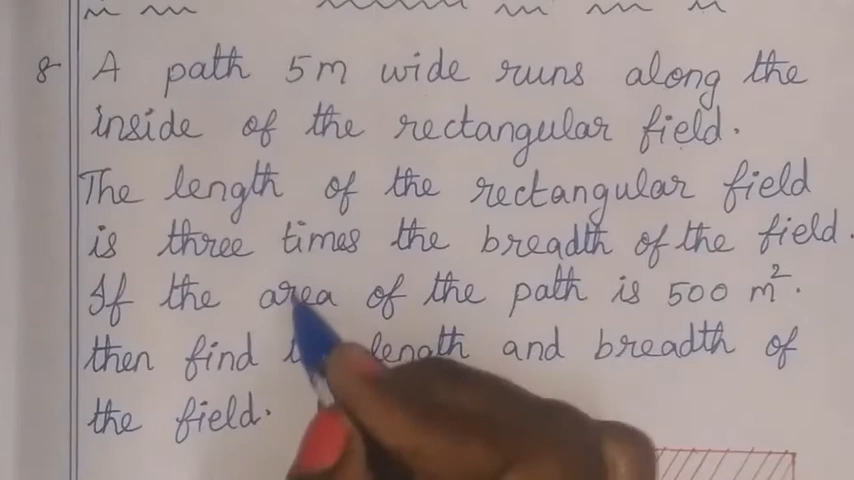 8- A path 5m wide runs along the
inside of the rectangular field.
The length of the rectangular field
is three times the breadth of the field.
If the area of the path is 500 m².
then find length and breadth of
the field.